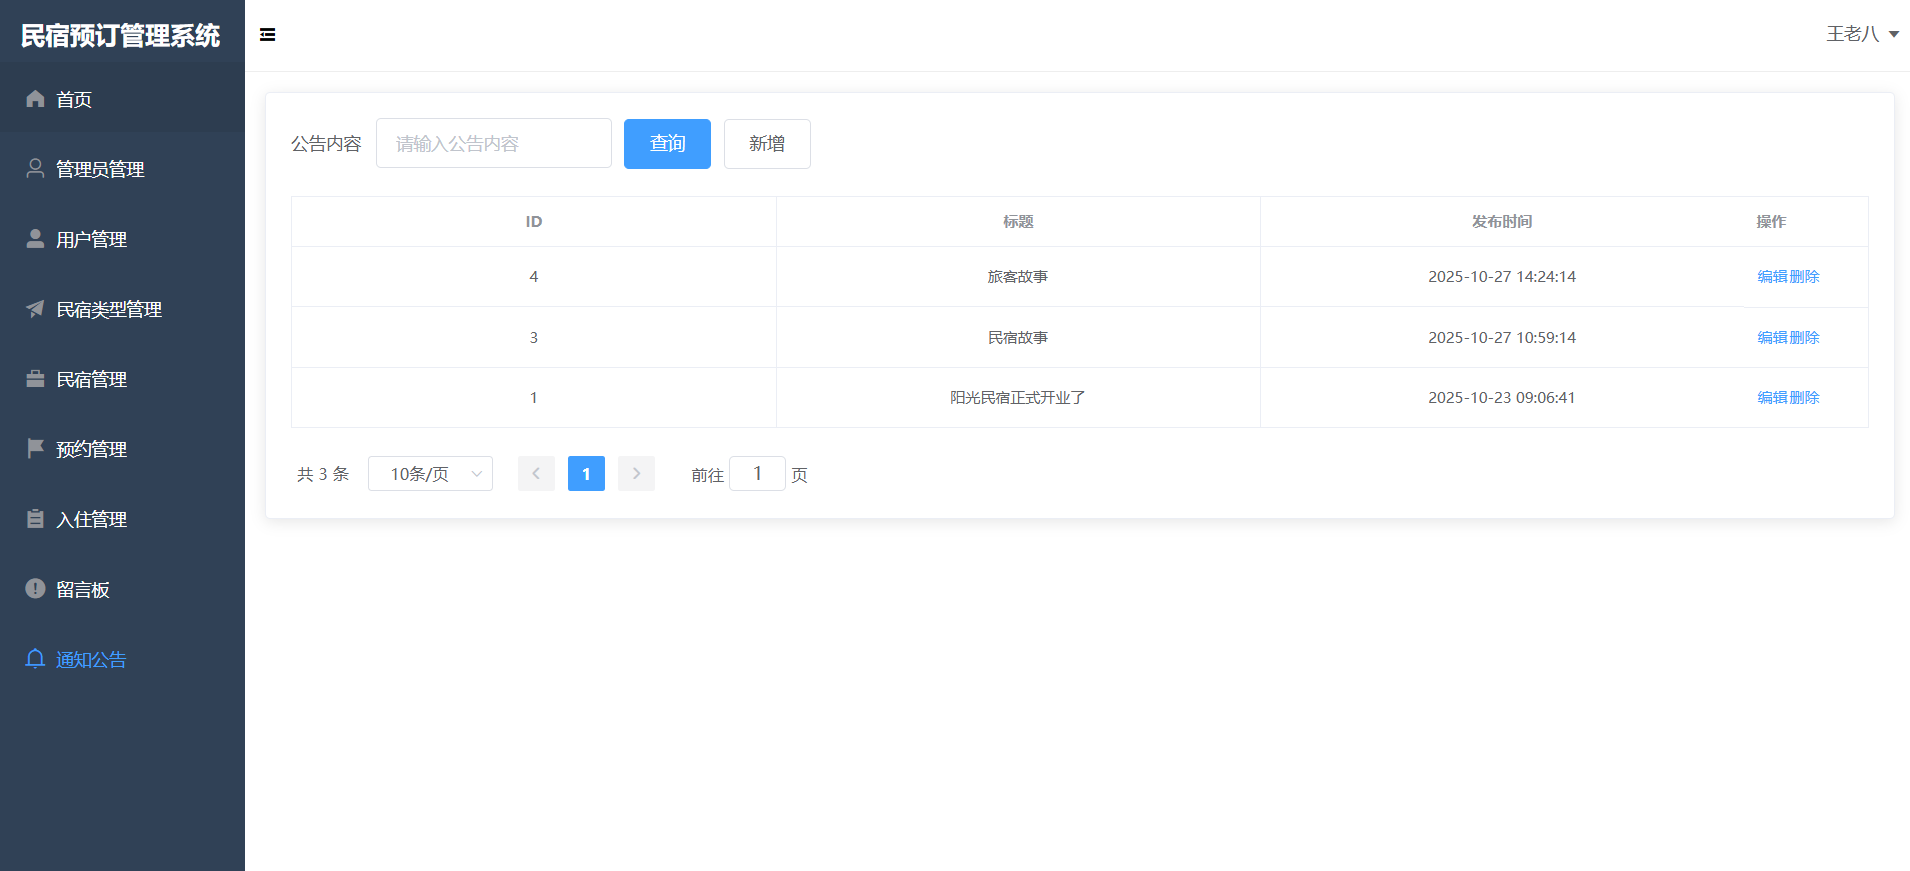 民宿预订管理系统
王老八
首页
管理员管理
用户管理
民宿类型管理
民宿管理
预约管理
入住管理
留言板
通知公告
公告内容 请输入公告内容 查询 新增
ID 标题 发布时间 操作
4 旅客故事 2025-10-27 14:24:14 编辑 删除
3 民宿故事 2025-10-27 10:59:14 编辑 删除
1 阳光民宿正式开业了 2025-10-23 09:06:41 编辑 删除
共 3 条 10条/页 1 前往 1 页